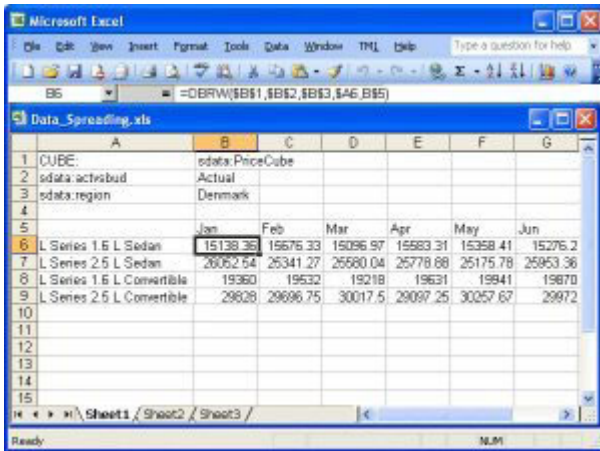 Microsoft Excel
File Edit View Insert Format Tools Data Window TM1 Help Type a question for help
B6 =DBRW($B$1,$B$2,$B$3,$A6,B$5)
Data_Spreading.xls
A B C D E F G
1 CUBE: sdata:PriceCube
2 sdata:actvsbud Actual
3 sdata:region Denmark
4
5 Jan Feb Mar Apr May Jun
6 L Series 1.6 L Sedan 15138.36 15676.33 15096.97 15583.31 15358.41 15276.2
7 L Series 2.5 L Sedan 26052.54 25341.27 25580.04 25778.88 25175.78 25953.36
8 L Series 1.6 L Convertible 19360 19532 19218 19631 19941 19870
9 L Series 2.5 L Convertible 29828 29696.75 30017.5 29097.25 30257.67 29972
10
11
12
13
14
15
Sheet1 / Sheet2 / Sheet3 /
Ready NUM